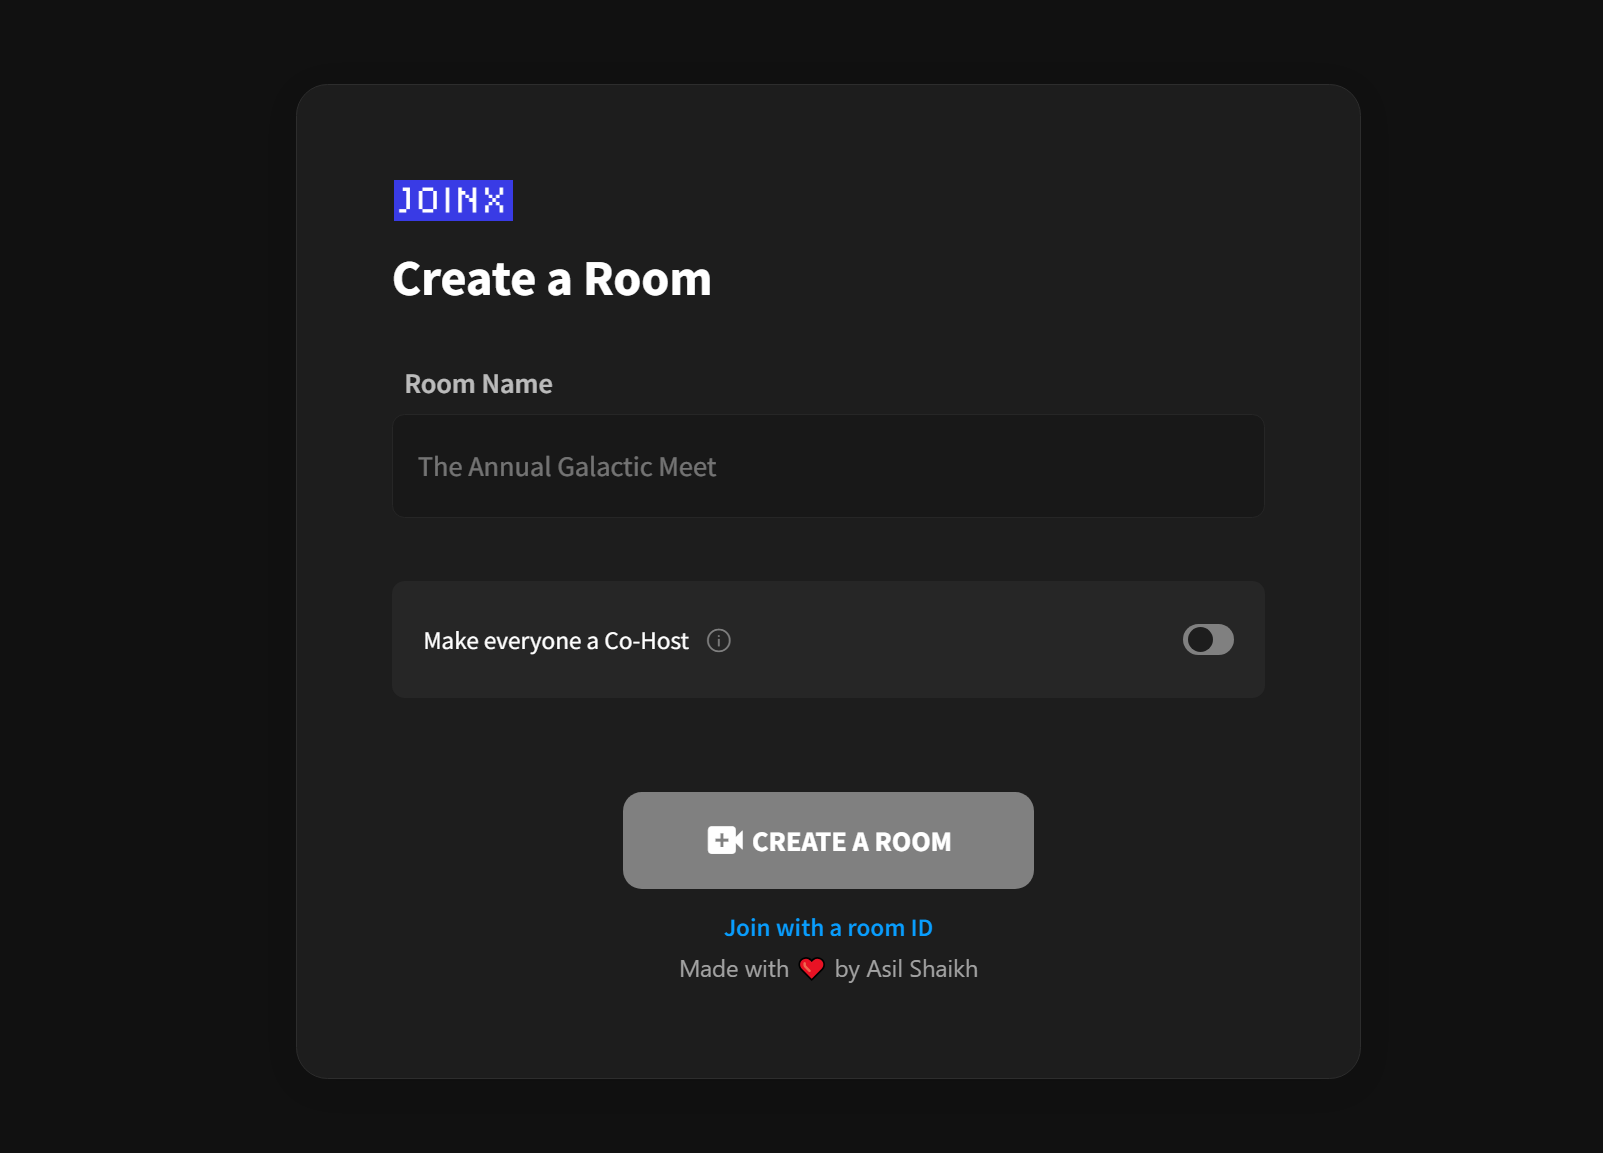 JOINX
Create a Room
Room Name
The Annual Galactic Meet
Make everyone a Co-Host
CREATE A ROOM
Join with a room ID
Made with ❤️ by Asil Shaikh